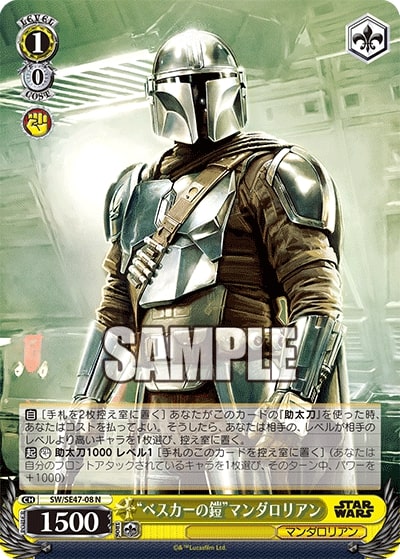 LEVEL
1
0
COST
SAMPLE
自 [手札を2枚控え室に置く] あなたがこのカードの「助太刀」を使った時、
あなたはコストを払ってよい。そうしたら、あなたは相手の、レベルが相手の
レベルより高いキャラを1枚選び、控え室に置く。
起 助太刀1000 レベル1 [手札のこのカードを控え室に置く] (あなたは
自分のフロントアタックされているキャラを1枚選び、そのターン中、パワーを
+1000)
CH SW/SE47-08 N
"ベスカーの鎧"マンダロリアン
STAR WARS
1500
©&™Lucasfilm Ltd.
マンダロリアン